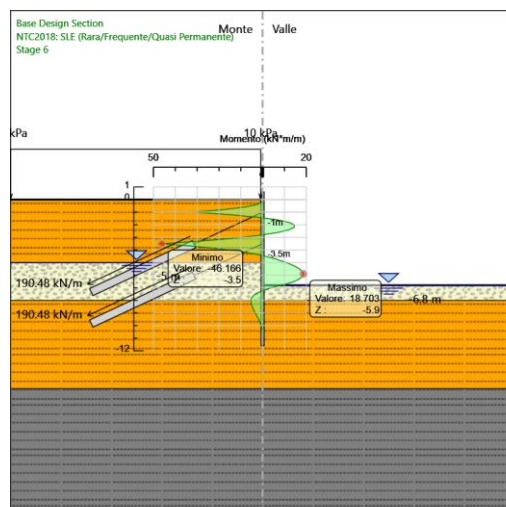 Base Design Section
NTC2018: SLE (Rara/Frequente/Quasi Permanente)
Stage 6
Monte
Valle
kPa
10 kPa
Momento (kN*m/m)
50
20
1
0
-1m
-3.5m
Minimo
Valore: -46.166
Z : -3.5
-5 m
190.48 kN/m
190.48 kN/m
Massimo
Valore: 18.703
Z : -5.9
-6.8 m
-12